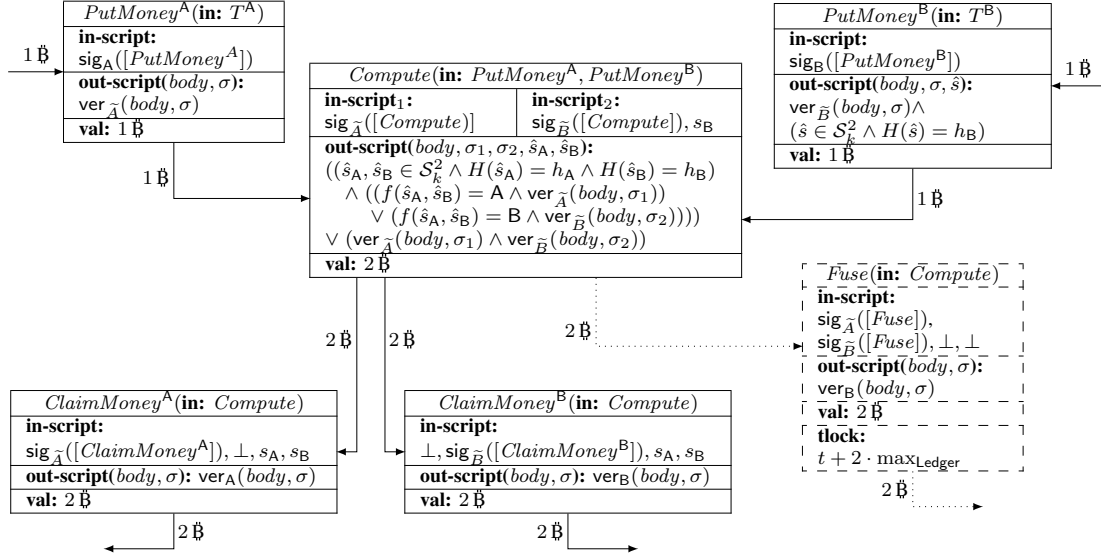 PutMoney^A(in: T^A)
in-script:
sig_A([PutMoney^A])
out-script(body, σ):
ver_Ã(body, σ)
val: 1 ₿
1 ₿
1 ₿
PutMoney^B(in: T^B)
in-script:
sig_B([PutMoney^B])
out-script(body, σ, ŝ):
ver_B̃(body, σ)∧
(ŝ ∈ S_k^2 ∧ H(ŝ) = h_B)
val: 1 ₿
1 ₿
1 ₿
Compute(in: PutMoney^A, PutMoney^B)
in-script_1:
sig_Ã([Compute)]
in-script_2:
sig_B̃([Compute]), s_B
out-script(body, σ_1, σ_2, ŝ_A, ŝ_B):
((ŝ_A, ŝ_B ∈ S_k^2 ∧ H(ŝ_A) = h_A ∧ H(ŝ_B) = h_B)
∧ ((f(ŝ_A, ŝ_B) = A ∧ ver_Ã(body, σ_1))
∨ (f(ŝ_A, ŝ_B) = B ∧ ver_B̃(body, σ_2))))
∨ (ver_Ã(body, σ_1) ∧ ver_B̃(body, σ_2))
val: 2 ₿
2 ₿
2 ₿
2 ₿
Fuse(in: Compute)
in-script:
sig_Ã([Fuse]),
sig_B̃([Fuse]), ⊥, ⊥
out-script(body, σ):
ver_B(body, σ)
val: 2 ₿
tlock:
t + 2 · max_Ledger
2 ₿
ClaimMoney^A(in: Compute)
in-script:
sig_Ã([ClaimMoney^A]), ⊥, s_A, s_B
out-script(body, σ): ver_A(body, σ)
val: 2 ₿
2 ₿
ClaimMoney^B(in: Compute)
in-script:
⊥, sig_B̃([ClaimMoney^B]), s_A, s_B
out-script(body, σ): ver_B(body, σ)
val: 2 ₿
2 ₿